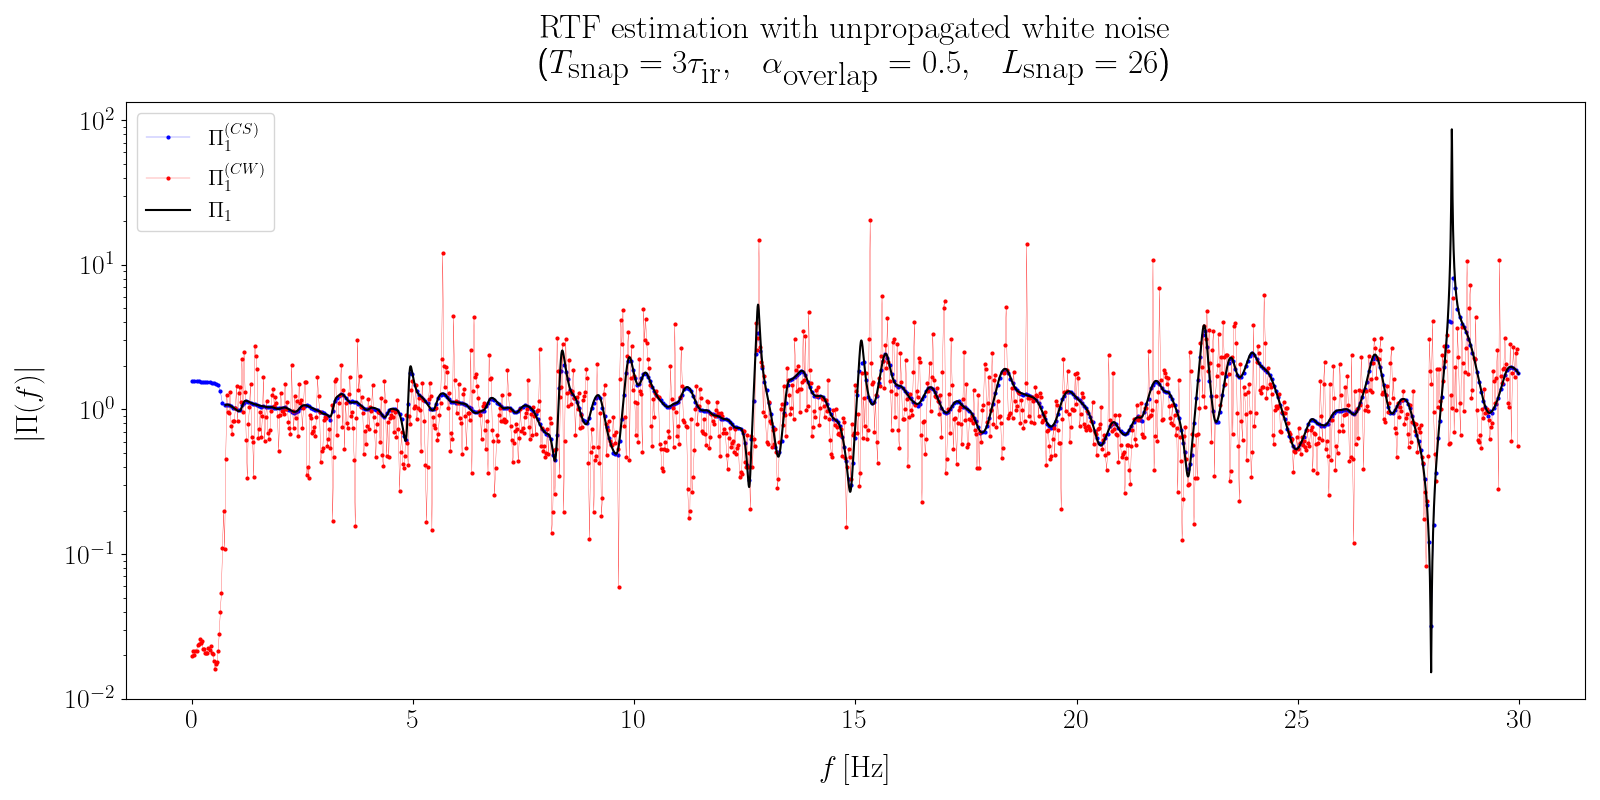 RTF estimation with unpropagated white noise
(T_snap = 3τ_ir, α_overlap = 0.5, L_snap = 26)
10^2
10^1
10^0
10^−1
10^−2
|Π(f)|
Π_1^(CS)
Π_1^(CW)
Π_1
0 5 10 15 20 25 30
f [Hz]